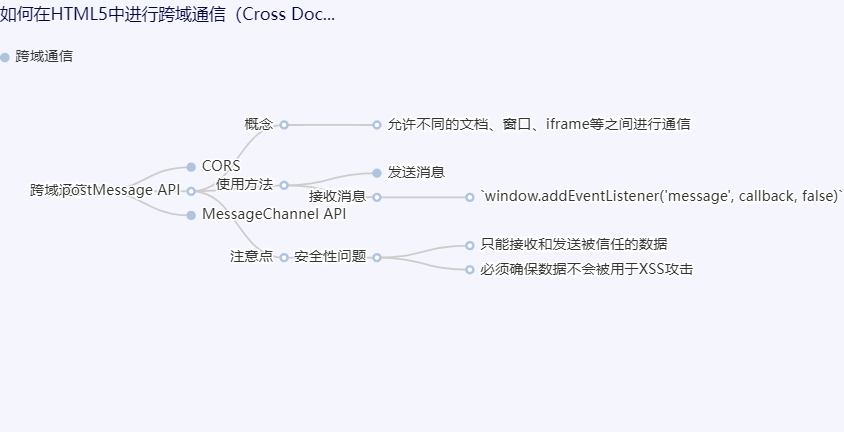 如何在HTML5中进行跨域通信（Cross Doc...
跨域通信
概念
允许不同的文档、窗口、iframe等之间进行通信
CORS
发送消息
使用方法
跨域通信
postMessage API
接收消息
`window.addEventListener('message', callback, false)`
MessageChannel API
只能接收和发送被信任的数据
注意点
安全性问题
必须确保数据不会被用于XSS攻击